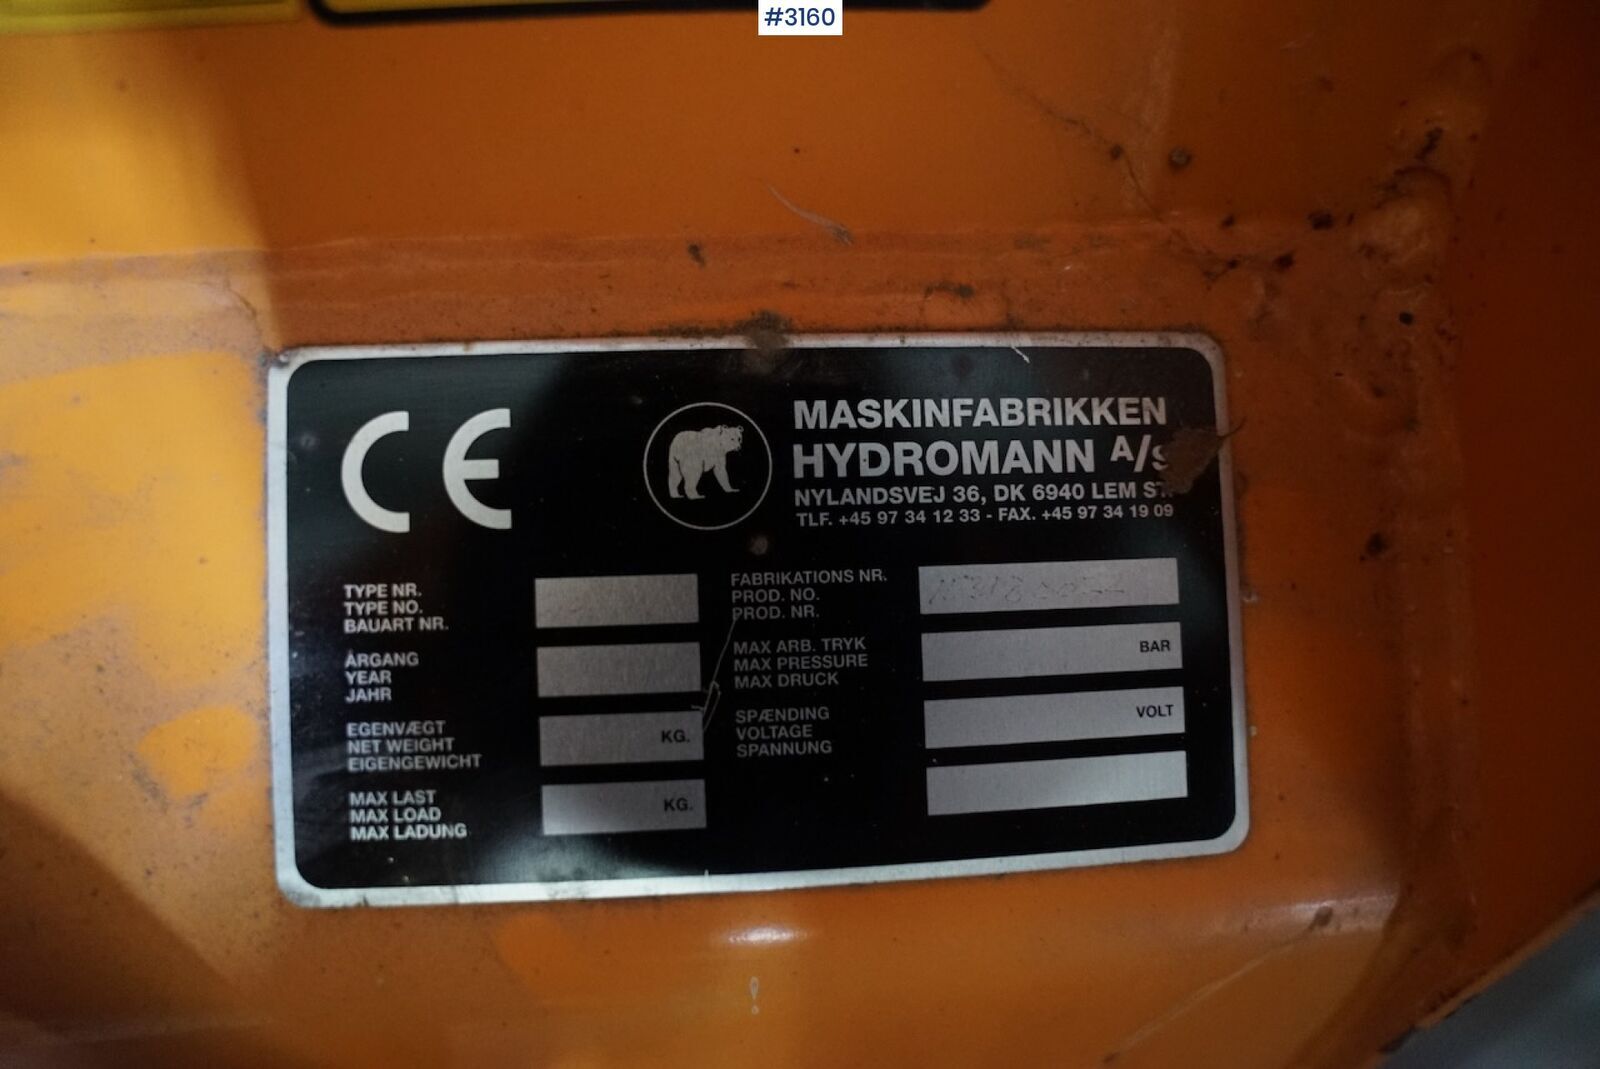 #3160
CE
MASKINFABRIKKEN
HYDROMANN A/S
NYLANDSVEJ 36, DK 6940 LEM ST.
TLF. +45 97 34 12 33 - FAX. +45 97 34 19 09
TYPE NR.
TYPE NO.
BAUART NR.
ÅRGANG
YEAR
JAHR
EGENVÆGT
NET WEIGHT
EIGENGEWICHT
KG.
MAX LAST
MAX LOAD
MAX LADUNG
KG.
FABRIKATIONS NR.
PROD. NO.
PROD. NR.
MAX ARB. TRYK
MAX PRESSURE
MAX DRUCK
BAR
SPÆNDING
VOLTAGE
SPANNUNG
VOLT